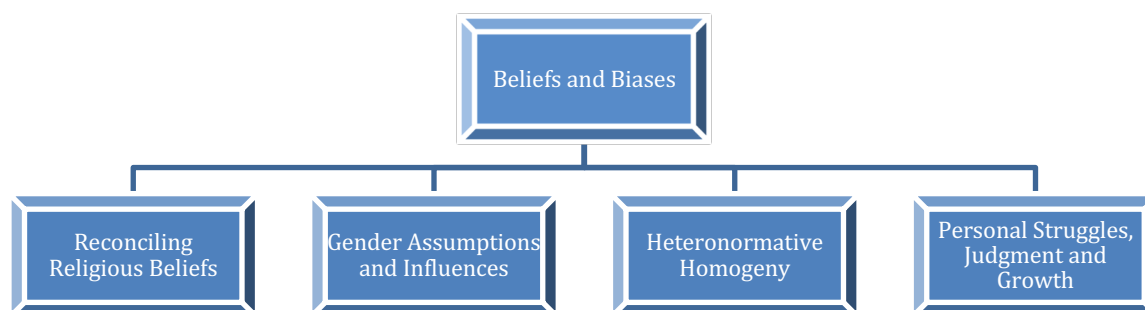 Beliefs and Biases
Reconciling
Religious Beliefs
Gender Assumptions
and Influences
Heteronormative
Homogeny
Personal Struggles,
Judgment and
Growth